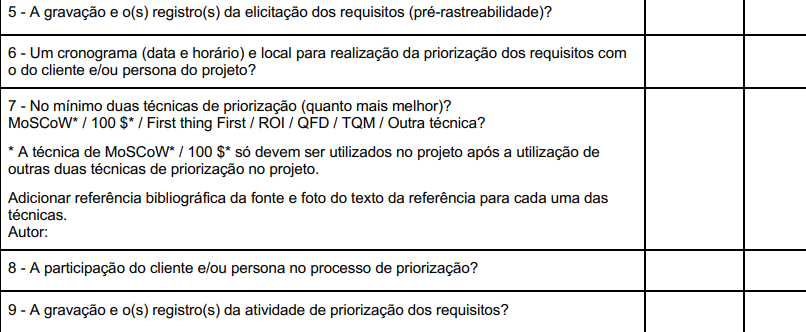 5 - A gravação e o(s) registro(s) da elicitação dos requisitos (pré-rastreabilidade)?
6 - Um cronograma (data e horário) e local para realização da priorização dos requisitos com
o do cliente e/ou persona do projeto?
7 - No mínimo duas técnicas de priorização (quanto mais melhor)?
MoSCoW* / 100 $* / First thing First / ROI / QFD / TQM / Outra técnica?
* A técnica de MoSCoW* / 100 $* só devem ser utilizados no projeto após a utilização de
outras duas técnicas de priorização no projeto.
Adicionar referência bibliográfica da fonte e foto do texto da referência para cada uma das
técnicas.
Autor:
8 - A participação do cliente e/ou persona no processo de priorização?
9 - A gravação e o(s) registro(s) da atividade de priorização dos requisitos?